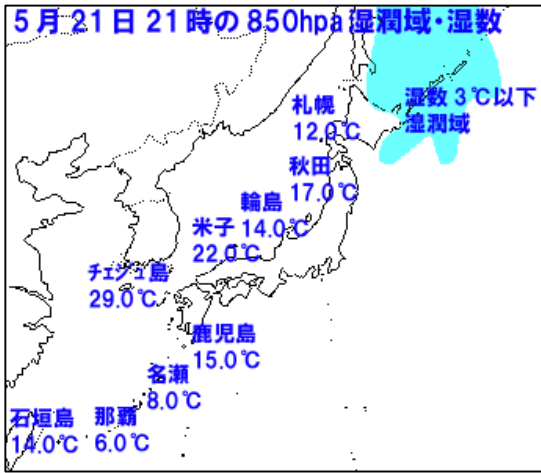 5月21日21時の850hpa湿潤域・湿数
湿数3℃以下
湿潤域
札幌
12.0℃
秋田
17.0℃
輪島
14.0℃
米子
22.0℃
チェジュ島
29.0℃
鹿児島
15.0℃
名瀬
8.0℃
石垣島
14.0℃
那覇
6.0℃